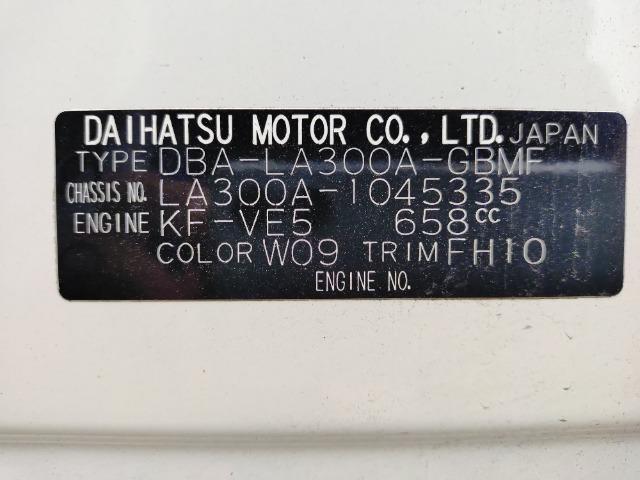 DAIHATSU MOTOR CO., LTD. JAPAN
TYPE DBA-LA300A-GBMF
CHASSIS NO. LA300A-1045335
ENGINE KF-VE5 658cc
COLOR W09 TRIM FH10
ENGINE NO.